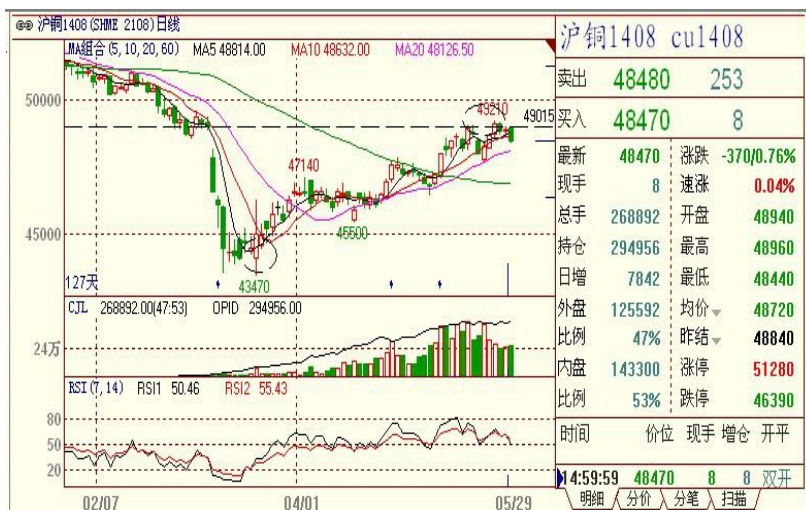 沪铜1408(SHME 2108)日线
MA组合(5,10,20,60) MA5 48814.00 MA10 48632.00 MA20 48126.50
50000
49210
49015
47140
45000
45500
43470
127天
CJL 268892.00(47:53) OPID 294956.00
24万
RSI(7,14) RSI1 50.46 RSI2 55.43
80
50
20
02/07 04/01 05/29
沪铜1408 cu1408
卖出 48480 253
买入 48470 8
最新 48470 涨跌 -370/0.76%
现手 8 速涨 0.04%
总手 268892 开盘 48940
持仓 294956 最高 48960
日增 7842 最低 48440
外盘 125592 均价 48720
比例 47% 昨结 48840
内盘 143300 涨停 51280
比例 53% 跌停 46390
时间 价位 现手 增仓 开平
14:59:59 48470 8 8 双开
明细 分价 分笔 扫描